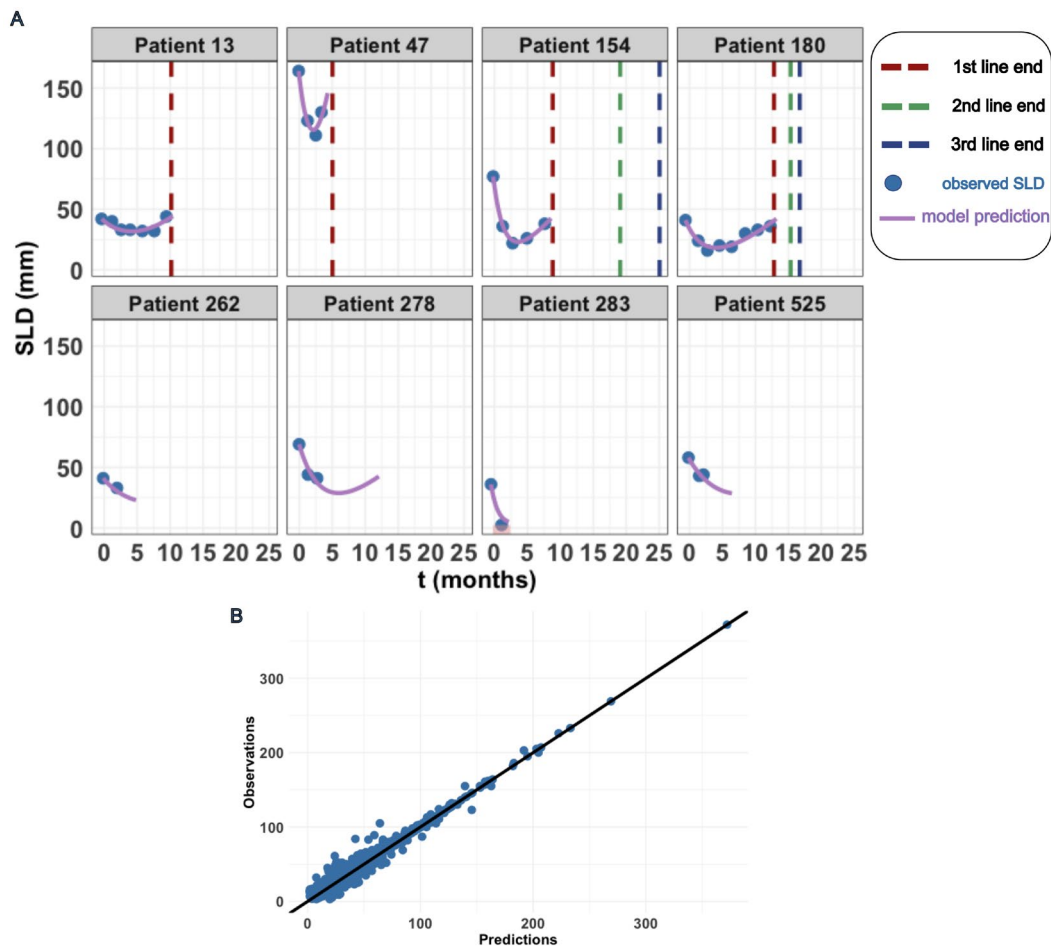 A
Patient 13 Patient 47 Patient 154 Patient 180
150
100
50
0
1st line end
2nd line end
3rd line end
observed SLD
model prediction
SLD (mm)
Patient 262 Patient 278 Patient 283 Patient 525
150
100
50
0
0 5 10 15 20 25 0 5 10 15 20 25 0 5 10 15 20 25 0 5 10 15 20 25
t (months)
B
Observations
300
200
100
0
0 100 200 300
Predictions